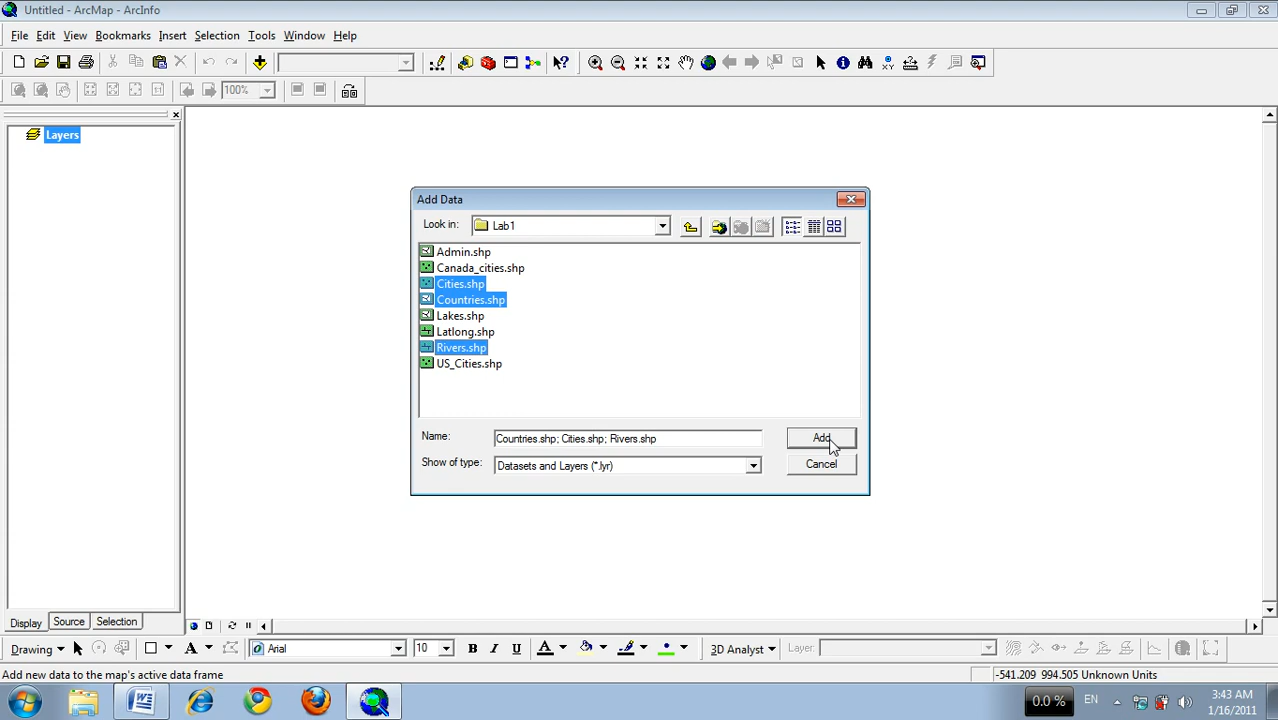 Untitled - ArcMap - ArcInfo
File Edit View Bookmarks Insert Selection Tools Window Help
100%
Layers
Add Data
Look in: Lab1
Admin.shp
Canada_cities.shp
Cities.shp
Countries.shp
Lakes.shp
Latlong.shp
Rivers.shp
US_Cities.shp
Name: Countries.shp; Cities.shp; Rivers.shp Add
Show of type: Datasets and Layers (*.lyr) Cancel
Display Source Selection
Drawing A Arial 10 B I U A 3D Analyst Layer:
Add new data to the map's active data frame -541.209 994.505 Unknown Units
0.0 % EN 3:43 AM
1/16/2011